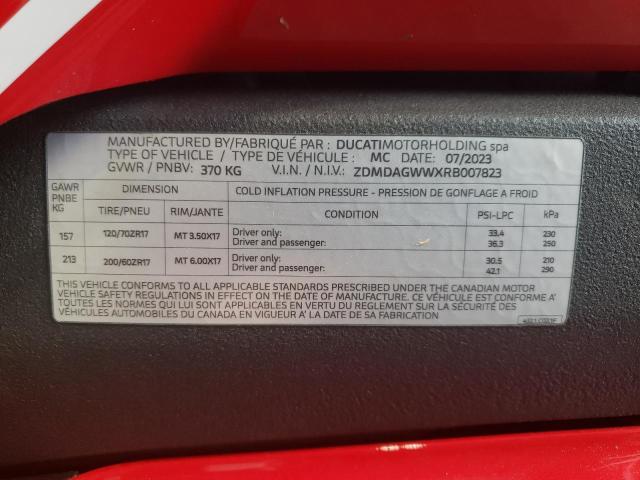 MANUFACTURED BY/FABRIQUÉ PAR : DUCATIMOTORHOLDING spa
TYPE OF VEHICLE / TYPE DE VÉHICULE: MC DATE: 07/2023
GVWR / PNBV: 370 KG V.I.N. / N.I.V.: ZDMDAGWWXRB007823
GAWR PNBE KG DIMENSION COLD INFLATION PRESSURE - PRESSION DE GONFLAGE A FROID
TIRE/PNEU RIM/JANTE CONDITION PSI-LPC kPa
157 120/70ZR17 MT 3.50X17 Driver only: 33.4 230
Driver and passenger: 36.3 250
213 200/60ZR17 MT 6.00X17 Driver only: 30.5 210
Driver and passenger: 42.1 290
THIS VEHICLE CONFORMS TO ALL APPLICABLE STANDARDS PRESCRIBED UNDER THE CANADIAN MOTOR
VEHICLE SAFETY REGULATIONS IN EFFECT ON THE DATE OF MANUFACTURE. - CE VÉHICULE EST CONFORME A'
TOUTES LES NORMES QUI LUI SONT APPLICABLES EN VERTU DU RÈGLEMENT SUR LA SÉCURITÉ DES
VÉHICULES AUTOMOBILES DU CANADA EN VIGUEUR A' LA DATE DE SA FABRICATION